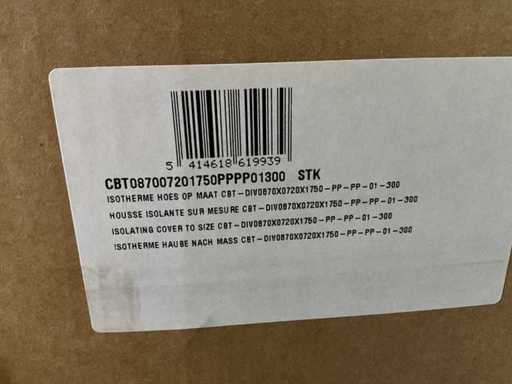 5 414618 619939
CBT087007201750PPPP01300 STK
ISOTHERME HOES OP MAAT CBT-DIV0870X0720X1750-PP-PP-01-300
HOUSSE ISOLANTE SUR MESURE CBT-DIV0870X0720X1750-PP-PP-01-300
ISOLATING COVER TO SIZE CBT-DIV0870X0720X1750-PP-PP-01-300
ISOTHERME HAUBE NACH MASS CBT-DIV0870X0720X1750-PP-PP-01-300